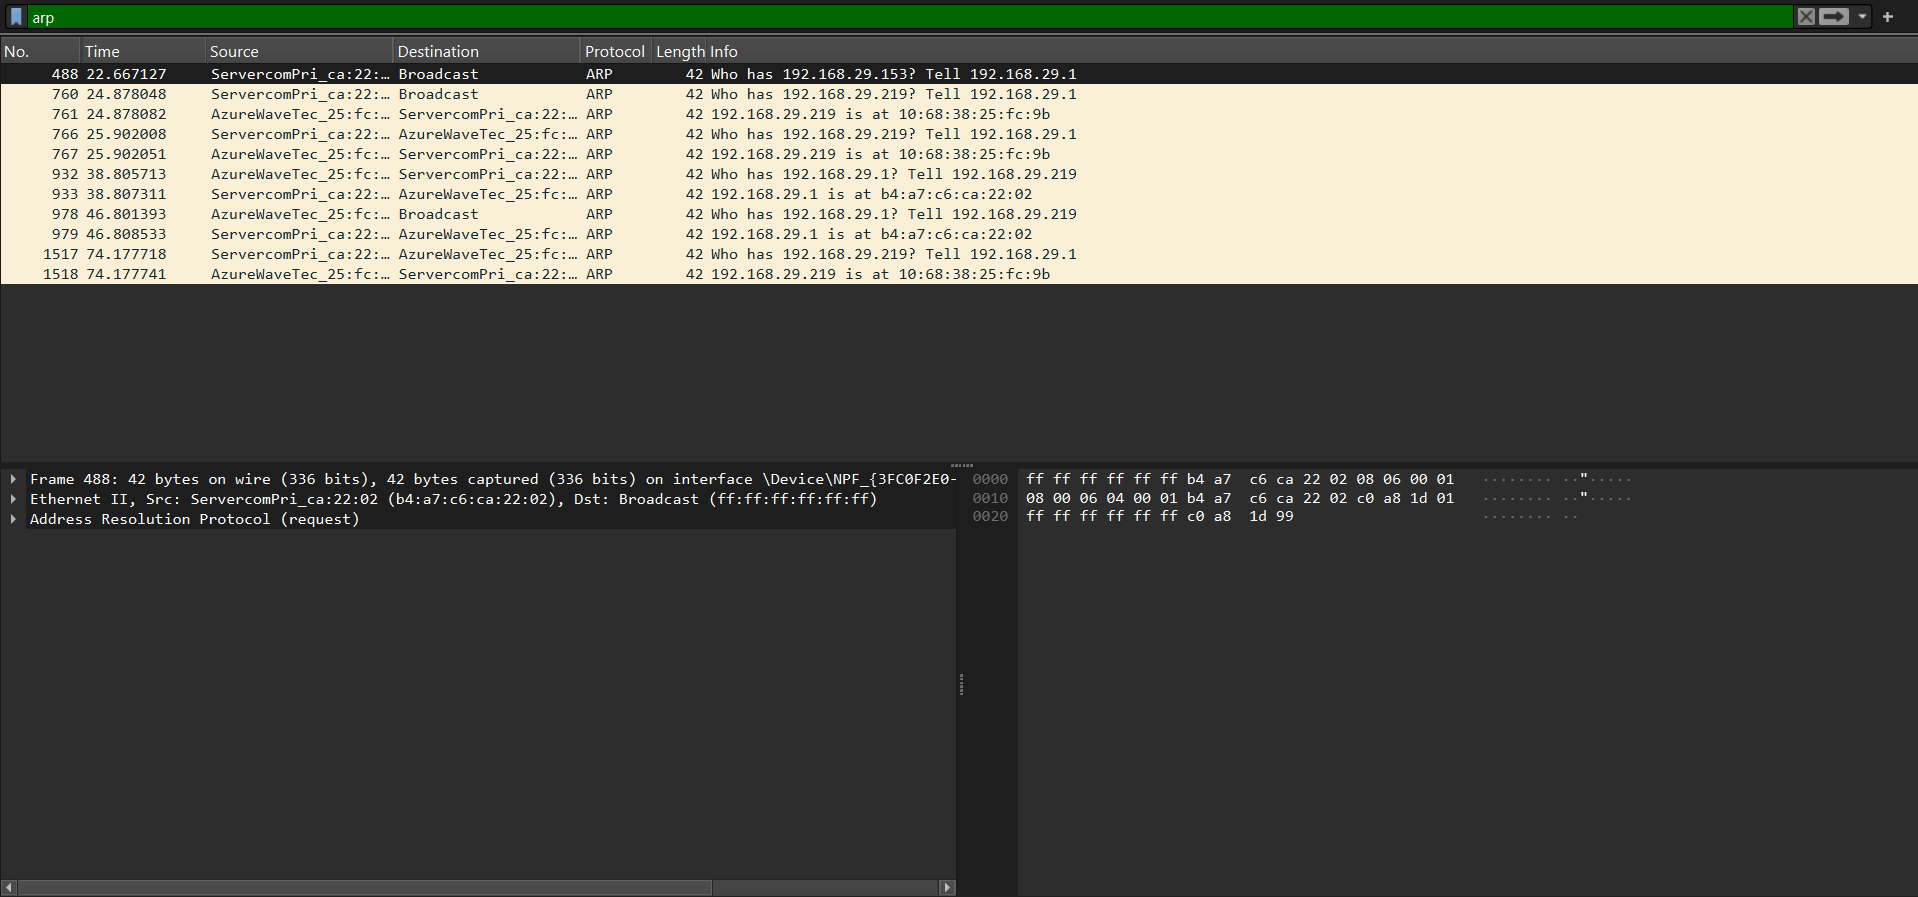 arp
No. Time Source Destination Protocol Length Info
488 22.667127 ServercomPri_ca:22:… Broadcast ARP 42 Who has 192.168.29.153? Tell 192.168.29.1
760 24.878048 ServercomPri_ca:22:… Broadcast ARP 42 Who has 192.168.29.219? Tell 192.168.29.1
761 24.878082 AzureWaveTec_25:fc:… ServercomPri_ca:22:… ARP 42 192.168.29.219 is at 10:68:38:25:fc:9b
766 25.902008 ServercomPri_ca:22:… AzureWaveTec_25:fc:… ARP 42 Who has 192.168.29.219? Tell 192.168.29.1
767 25.902051 AzureWaveTec_25:fc:… ServercomPri_ca:22:… ARP 42 192.168.29.219 is at 10:68:38:25:fc:9b
932 38.805713 AzureWaveTec_25:fc:… ServercomPri_ca:22:… ARP 42 Who has 192.168.29.1? Tell 192.168.29.219
933 38.807311 ServercomPri_ca:22:… AzureWaveTec_25:fc:… ARP 42 192.168.29.1 is at b4:a7:c6:ca:22:02
978 46.801393 AzureWaveTec_25:fc:… Broadcast ARP 42 Who has 192.168.29.1? Tell 192.168.29.219
979 46.808533 ServercomPri_ca:22:… AzureWaveTec_25:fc:… ARP 42 192.168.29.1 is at b4:a7:c6:ca:22:02
1517 74.177718 ServercomPri_ca:22:… AzureWaveTec_25:fc:… ARP 42 Who has 192.168.29.219? Tell 192.168.29.1
1518 74.177741 AzureWaveTec_25:fc:… ServercomPri_ca:22:… ARP 42 192.168.29.219 is at 10:68:38:25:fc:9b
Frame 488: 42 bytes on wire (336 bits), 42 bytes captured (336 bits) on interface \Device\NPF_{3FC0F2E0-
Ethernet II, Src: ServercomPri_ca:22:02 (b4:a7:c6:ca:22:02), Dst: Broadcast (ff:ff:ff:ff:ff:ff)
Address Resolution Protocol (request)
0000 ff ff ff ff ff ff b4 a7 c6 ca 22 02 08 06 00 01 ········ ··"·····
0010 08 00 06 04 00 01 b4 a7 c6 ca 22 02 c0 a8 1d 01 ········ ··"·····
0020 ff ff ff ff ff ff c0 a8 1d 99 ········ ··